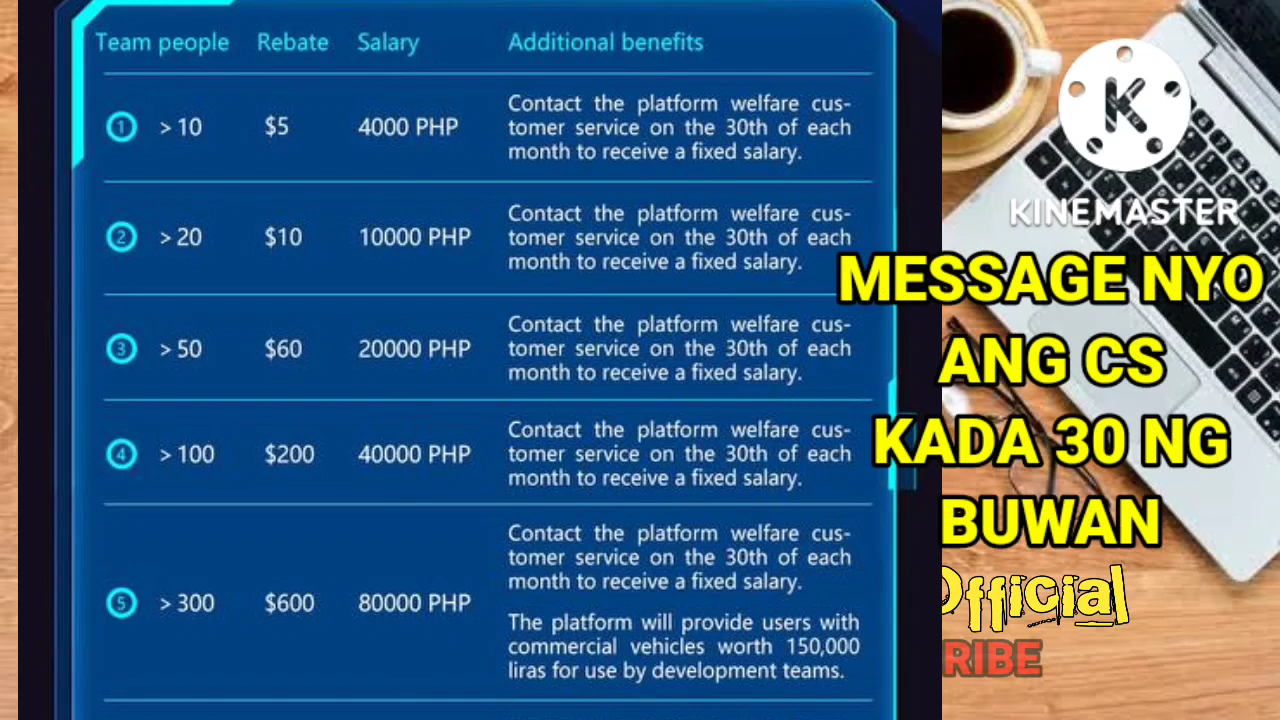 Team people Rebate Salary Additional benefits
1 > 10 $5 4000 PHP
Contact the platform welfare cus-
tomer service on the 30th of each
month to receive a fixed salary.
2 > 20 $10 10000 PHP
Contact the platform welfare cus-
tomer service on the 30th of each
month to receive a fixed salary.
3 > 50 $60 20000 PHP
Contact the platform welfare cus-
tomer service on the 30th of each
month to receive a fixed salary.
4 > 100 $200 40000 PHP
Contact the platform welfare cus-
tomer service on the 30th of each
month to receive a fixed salary.
5 > 300 $600 80000 PHP
Contact the platform welfare cus-
tomer service on the 30th of each
month to receive a fixed salary.
The platform will provide users with
commercial vehicles worth 150,000
liras for use by development teams.
K
KINEMASTER
MESSAGE NYO
ANG CS
KADA 30 NG
BUWAN
Official
RIBE